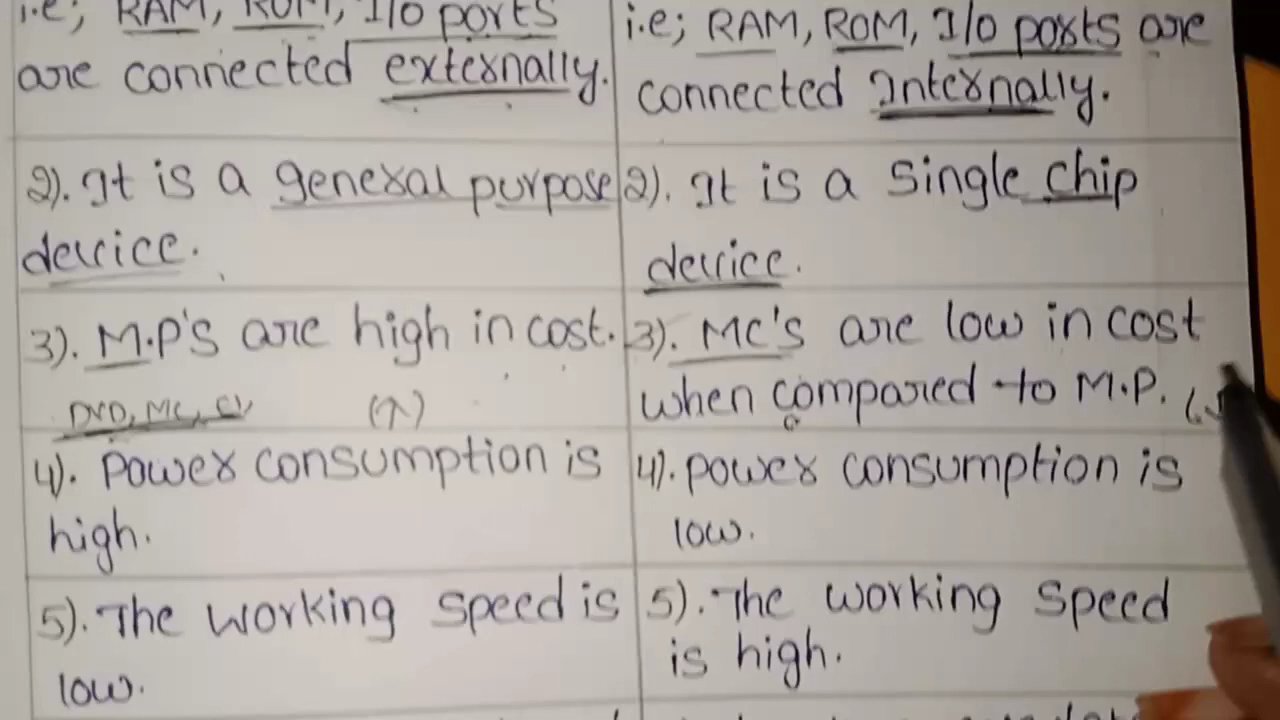 i.e; RAM, ROM, I/o ports
are connected externally.
2). It is a general purpose
device.
3). M.P's are high in cost.
4). Power consumption is
high.
5). The working speed is
low.
i.e; RAM, ROM, I/o ports are
connected Internally.
2). It is a single chip
device.
3). MC's are low in cost
when compared to M.P.
4). power consumption is
low.
5). The working speed
is high.